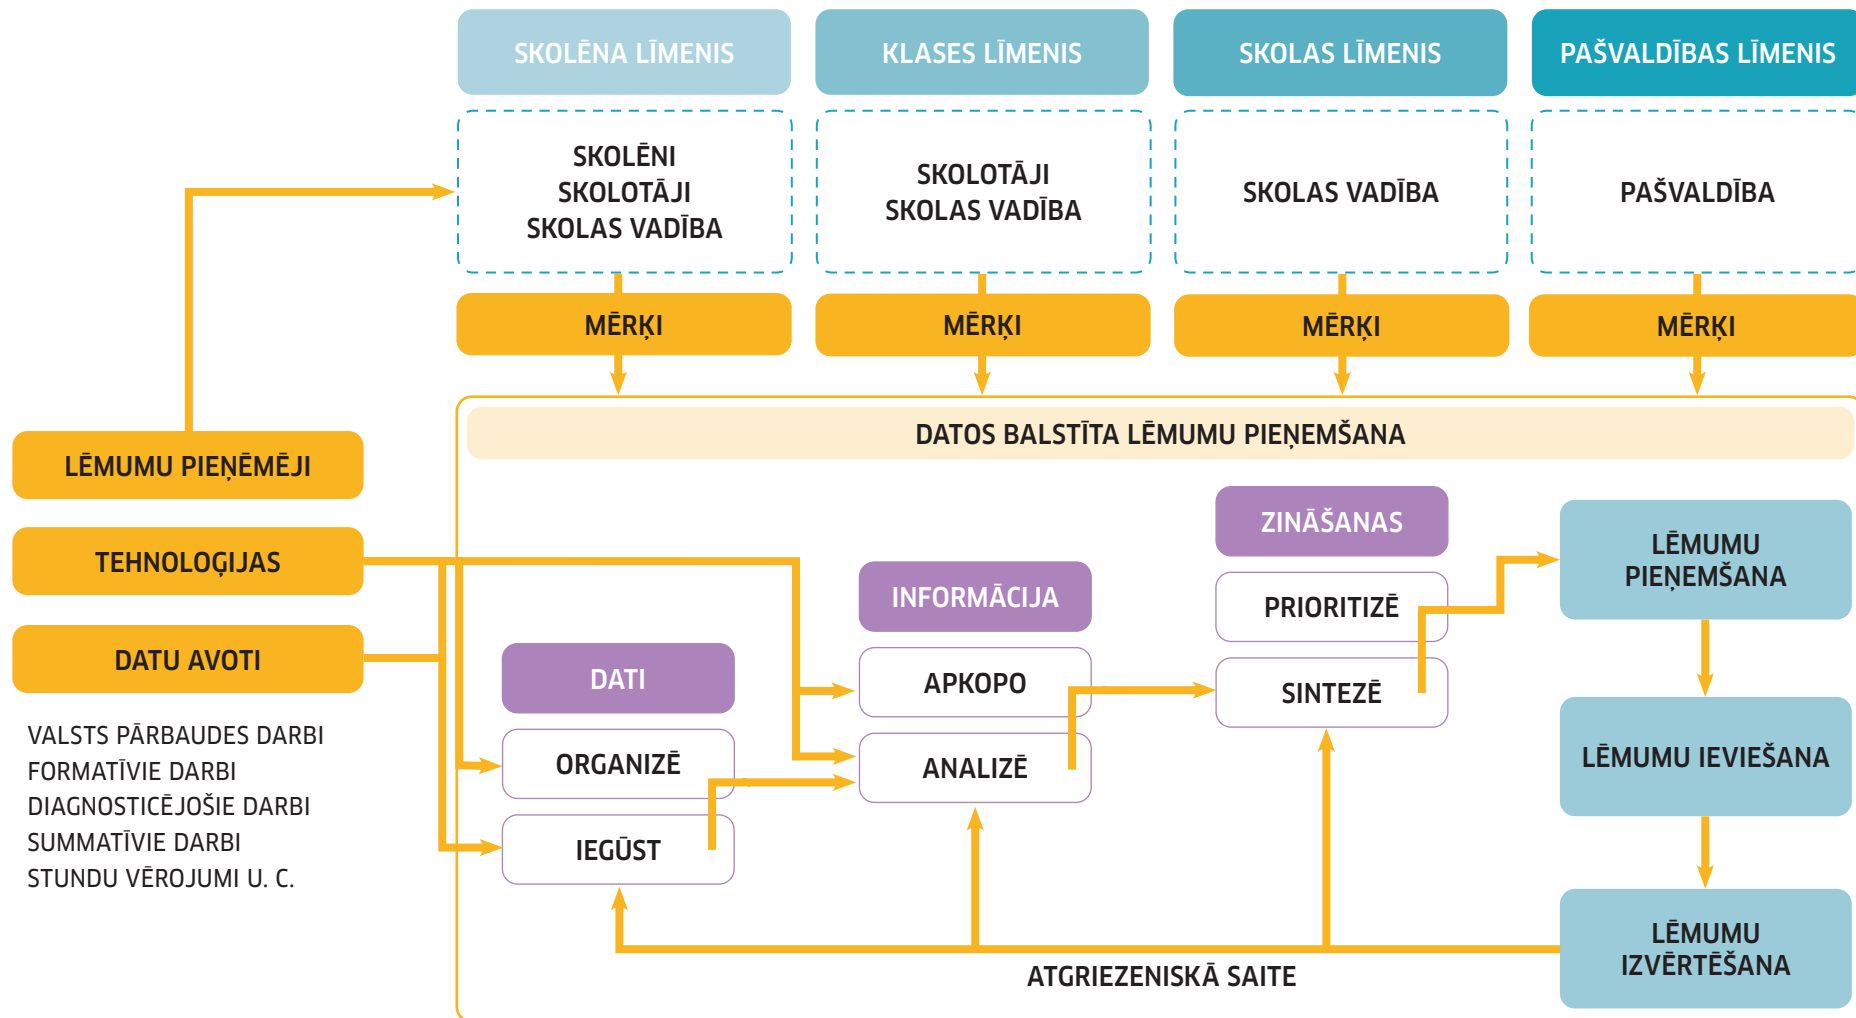 SKOLĒNA LĪMENIS
KLASES LĪMENIS
SKOLAS LĪMENIS
PAŠVALDĪBAS LĪMENIS
SKOLĒNI
SKOLOTĀJI
SKOLAS VADĪBA
SKOLOTĀJI
SKOLAS VADĪBA
SKOLAS VADĪBA
PAŠVALDĪBA
MĒRĶI
MĒRĶI
MĒRĶI
MĒRĶI
DATOS BALSTĪTA LĒMUMU PIEŅEMŠANA
LĒMUMU PIEŅĒMĒJI
TEHNOLOĢIJAS
DATU AVOTI
VALSTS PĀRBAUDES DARBI
FORMATĪVIE DARBI
DIAGNOSTICĒJOŠIE DARBI
SUMMATĪVIE DARBI
STUNDU VĒROJUMI U. C.
DATI
ORGANIZĒ
IEGŪST
INFORMĀCIJA
APKOPO
ANALIZĒ
ZINĀŠANAS
PRIORITIZĒ
SINTEZĒ
LĒMUMU
PIEŅEMŠANA
LĒMUMU IEVIEŠANA
LĒMUMU
IZVĒRTĒŠANA
ATGRIEZENISKĀ SAITE